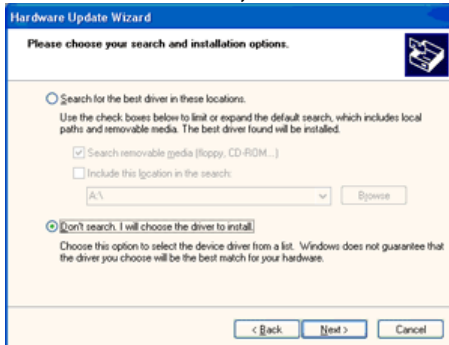 Hardware Update Wizard
Please choose your search and installation options.
Search for the best driver in these locations.
Use the check boxes below to limit or expand the default search, which includes local
paths and removable media. The best driver found will be installed.
Search removable media (floppy, CD-ROM...)
Include this location in the search:
A:\
Browse
Don't search. I will choose the driver to install.
Choose this option to select the device driver from a list. Windows does not guarantee that
the driver you choose will be the best match for your hardware.
< Back Next > Cancel